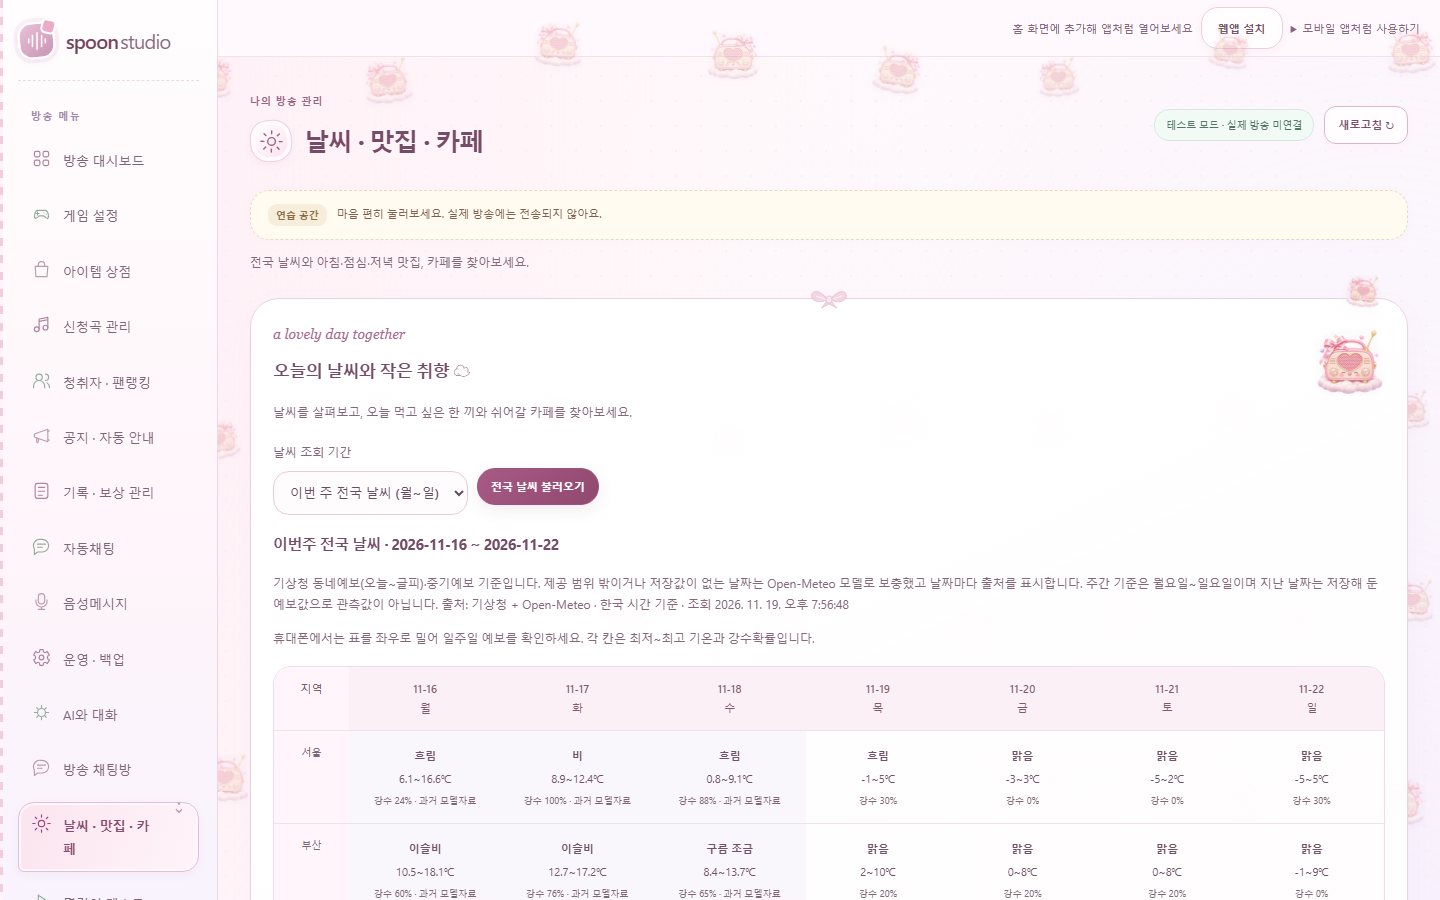 spoonstudio
홈 화면에 추가해 앱처럼 열어보세요
웹앱 설치
▶ 모바일 앱처럼 사용하기
방송 메뉴
방송 대시보드
게임 설정
아이템 상점
신청곡 관리
청취자 · 팬랭킹
공지 · 자동 안내
기록 · 보상 관리
자동채팅
음성메시지
운영 · 백업
AI와 대화
방송 채팅방
날씨 · 맛집 · 카
페
나의 방송 관리
날씨 · 맛집 · 카페
테스트 모드 · 실제 방송 미연결
새로고침 ↻
연습 공간
마음 편히 눌러보세요. 실제 방송에는 전송되지 않아요.
전국 날씨와 아침·점심·저녁 맛집, 카페를 찾아보세요.
a lovely day together
오늘의 날씨와 작은 취향
날씨를 살펴보고, 오늘 먹고 싶은 한 끼와 쉬어갈 카페를 찾아보세요.
날씨 조회 기간
이번 주 전국 날씨 (월~일)
전국 날씨 불러오기
이번주 전국 날씨 · 2026-11-16 ~ 2026-11-22
기상청 동네예보(오늘~글피)·중기예보 기준입니다. 제공 범위 밖이거나 저장값이 없는 날짜는 Open-Meteo 모델로 보충했고 날짜마다 출처를 표시합니다. 주간 기준은 월요일~일요일이며 지난 날짜는 저장해 둔
예보값으로 관측값이 아닙니다. 출처: 기상청 + Open-Meteo · 한국 시간 기준 · 조회 2026. 11. 19. 오후 7:56:48
휴대폰에서는 표를 좌우로 밀어 일주일 예보를 확인하세요. 각 칸은 최저~최고 기온과 강수확률입니다.
지역 11-16 11-17 11-18 11-19 11-20 11-21 11-22
월 화 수 목 금 토 일
서울 흐림 비 흐림 흐림 맑음 맑음 맑음
6.1~16.6℃ 8.9~12.4℃ 0.8~9.1℃ -1~5℃ -3~3℃ -5~2℃ -5~5℃
강수 24% · 과거 모델자료 강수 100% · 과거 모델자료 강수 88% · 과거 모델자료 강수 30% 강수 0% 강수 0% 강수 30%
부산 이슬비 이슬비 구름 조금 맑음 맑음 맑음 맑음
10.5~18.1℃ 12.7~17.2℃ 8.4~13.7℃ 2~10℃ 0~8℃ 0~8℃ -1~9℃
강수 60% · 과거 모델자료 강수 76% · 과거 모델자료 강수 65% · 과거 모델자료 강수 20% 강수 20% 강수 20% 강수 0%